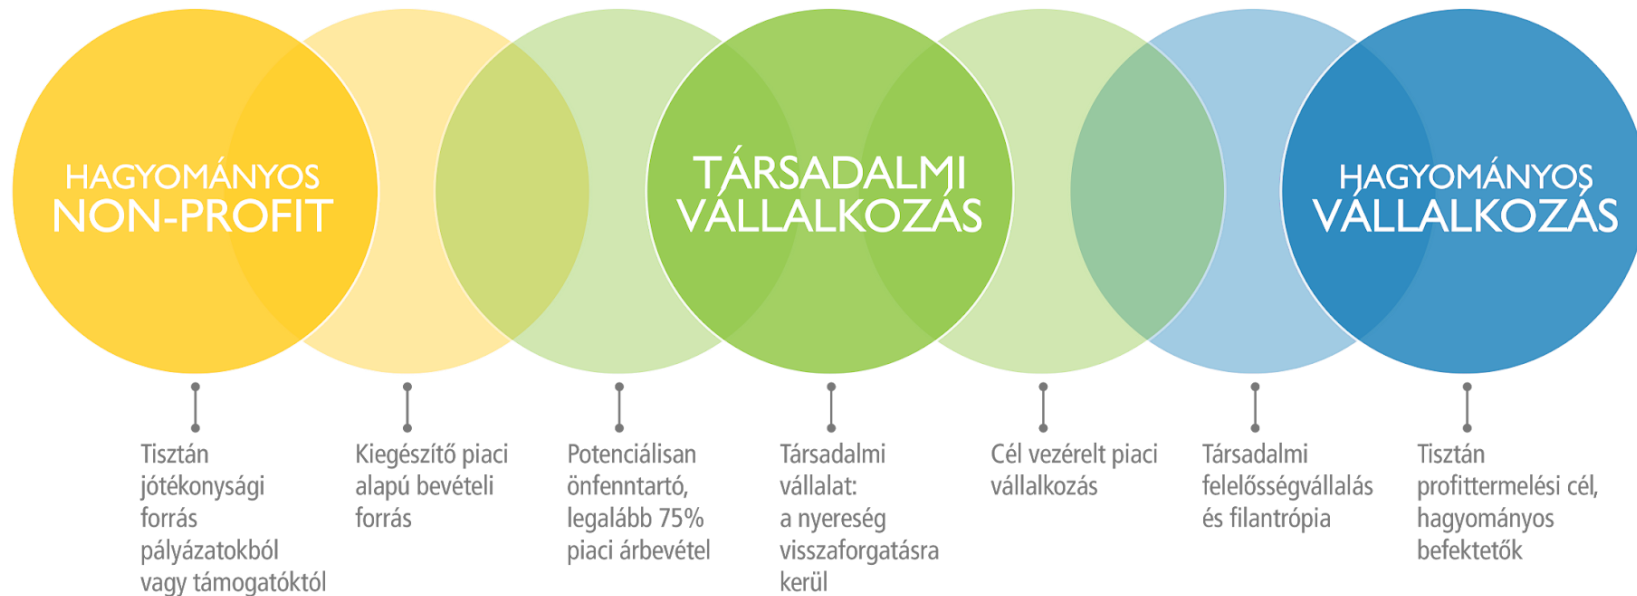 HAGYOMÁNYOS
NON-PROFIT
TÁRSADALMI
VÁLLALKOZÁS
HAGYOMÁNYOS
VÁLLALKOZÁS
Tisztán
jótékonysági
forrás
pályázatokból
vagy támogatóktól
Kiegészítő piaci
alapú bevételi
forrás
Potenciálisan
önfenntartó,
legalább 75%
piaci árbevétel
Társadalmi
vállalat:
a nyereség
visszaforgatásra
kerül
Cél vezérelt piaci
vállalkozás
Társadalmi
felelősségvállalás
és filantrópia
Tisztán
profittermelési cél,
hagyományos
befektetők